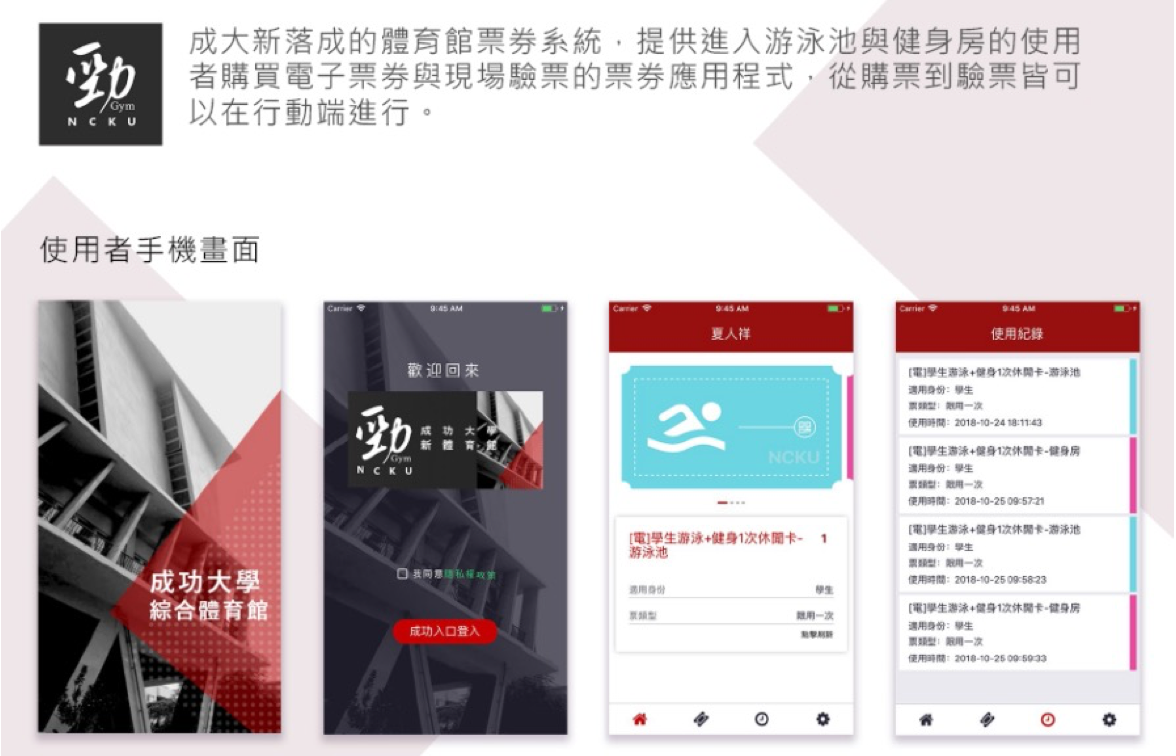 勁
Gym
NCKU
成大新落成的體育館票券系統，提供進入游泳池與健身房的使用
者購買電子票券與現場驗票的票券應用程式，從購票到驗票皆可
以在行動端進行。
使用者手機畫面
成功大學
綜合體育館
Carrier 9:45 AM
歡迎回來
勁
Gym
NCKU
成功大學
新體育館
我同意隱私權政策
成功入口登入
Carrier 9:45 AM
夏人祥
NCKU
[電]學生游泳+健身1次休閒卡- 1
游泳池
適用身份 學生
票類型 限用一次
Carrier 9:45 AM
使用紀錄
[電]學生游泳+健身1次休閒卡-游泳池
適用身份：學生
票類型：限用一次
使用時間：2018-10-24 18:11:43
[電]學生游泳+健身1次休閒卡-健身房
適用身份：學生
票類型：限用一次
使用時間：2018-10-25 09:57:21
[電]學生游泳+健身1次休閒卡-游泳池
適用身份：學生
票類型：限用一次
使用時間：2018-10-25 09:58:23
[電]學生游泳+健身1次休閒卡-健身房
適用身份：學生
票類型：限用一次
使用時間：2018-10-25 09:59:33